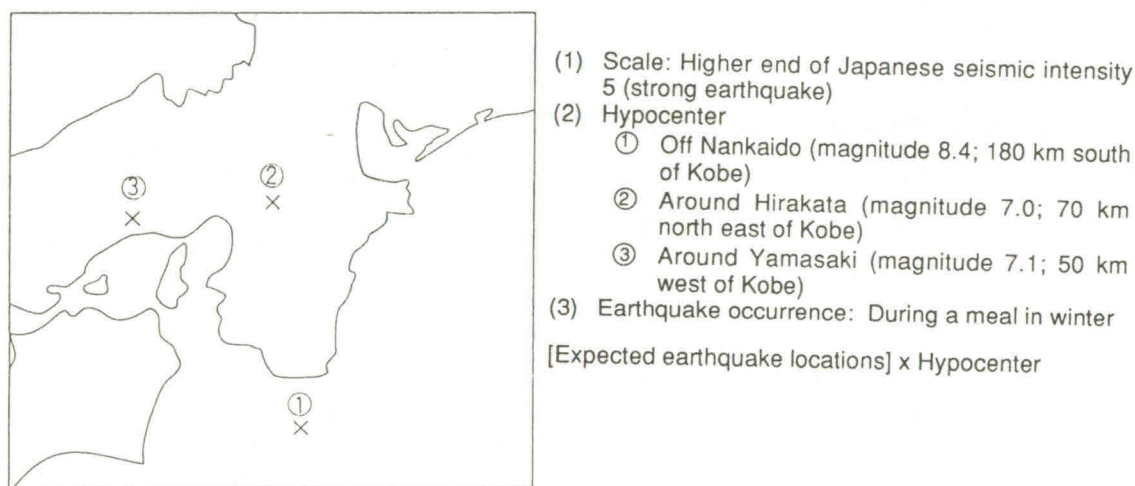 ③
②
①
(1) Scale: Higher end of Japanese seismic intensity
5 (strong earthquake)
(2) Hypocenter
① Off Nankaido (magnitude 8.4; 180 km south
of Kobe)
② Around Hirakata (magnitude 7.0; 70 km
north east of Kobe)
③ Around Yamasaki (magnitude 7.1; 50 km
west of Kobe)
(3) Earthquake occurrence: During a meal in winter
[Expected earthquake locations] x Hypocenter